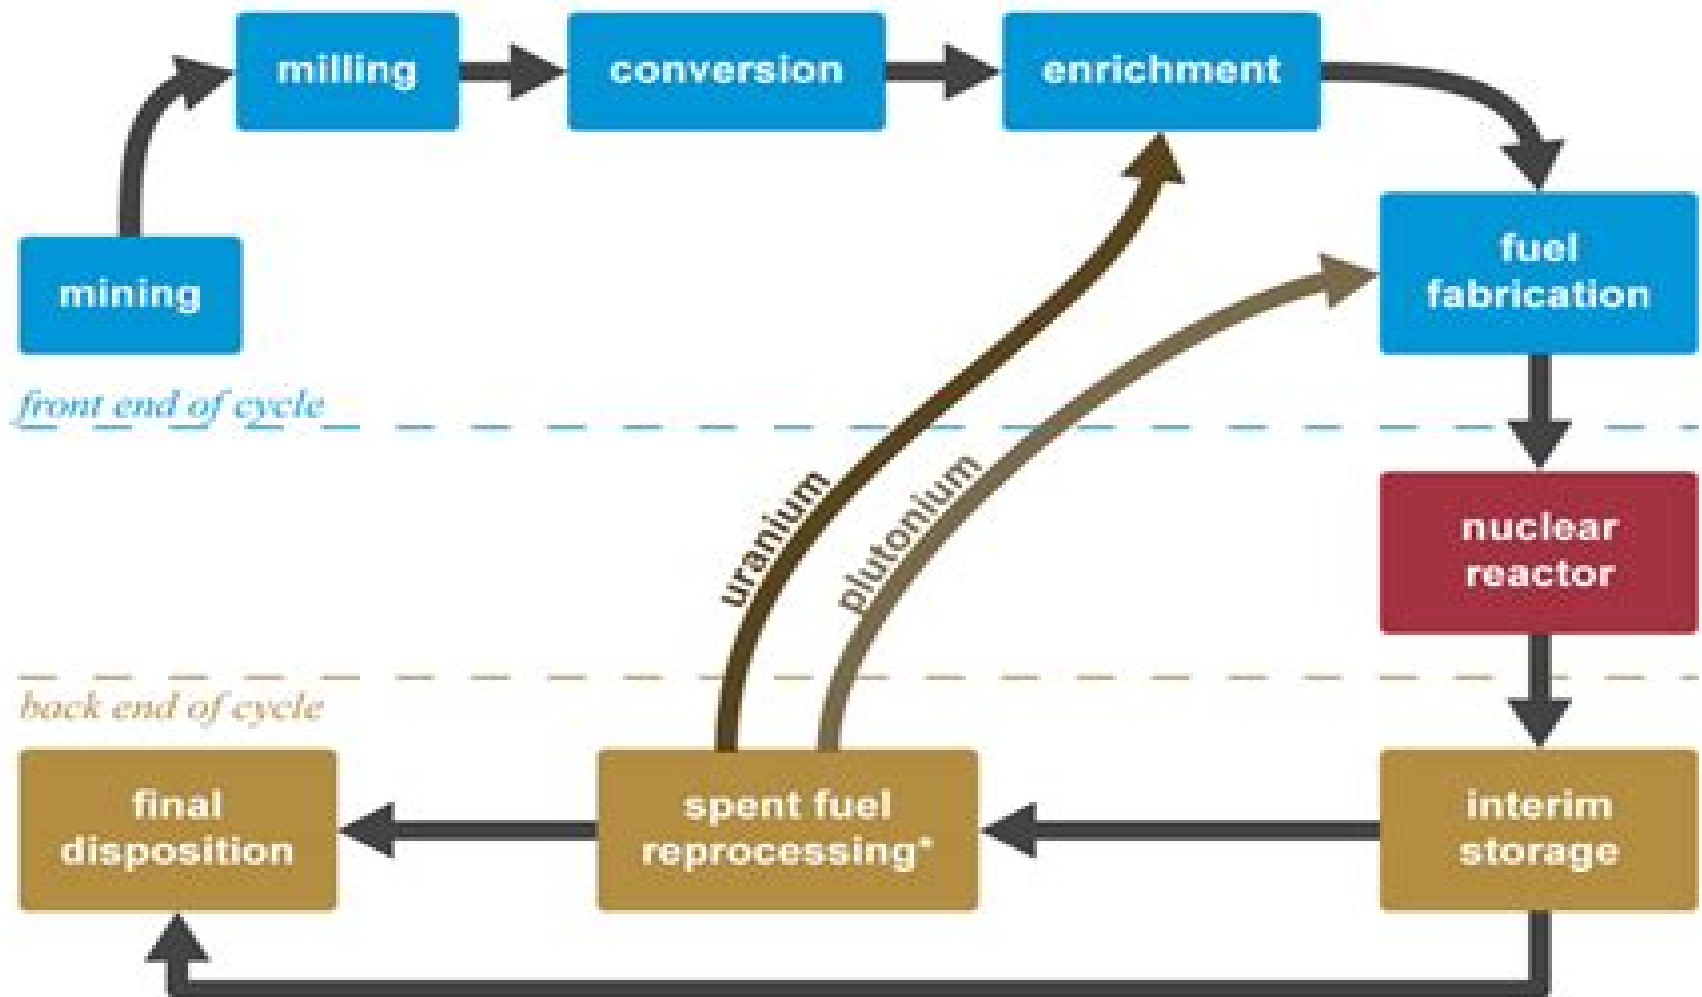 milling
conversion
enrichment
mining
fuel
fabrication
front end of cycle
uranium
plutonium
nuclear
reactor
back end of cycle
final
disposition
spent fuel
reprocessing*
interim
storage